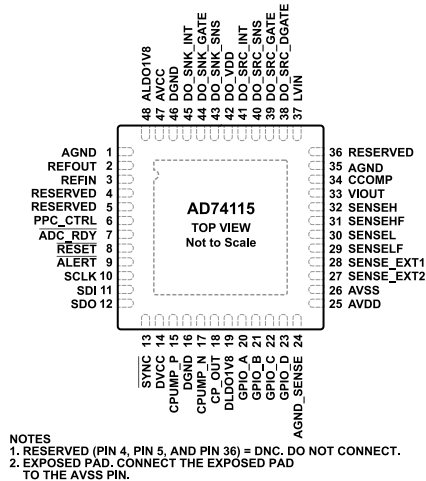 48 ALDO1V8
47 AVCC
46 DGND
45 DO_SNK_INT
44 DO_SNK_GATE
43 DO_SNK_SNS
42 DO_VDD
41 DO_SRC_INT
40 DO_SRC_SNS
39 DO_SRC_GATE
38 DO_SRC_DGATE
37 LVIN
AGND 1
REFOUT 2
REFIN 3
RESERVED 4
RESERVED 5
PPC_CTRL 6
ADC_RDY 7
RESET 8
ALERT 9
SCLK 10
SDI 11
SDO 12
AD74115
TOP VIEW
Not to Scale
36 RESERVED
35 AGND
34 CCOMP
33 VIOUT
32 SENSEH
31 SENSEHF
30 SENSEL
29 SENSELF
28 SENSE_EXT1
27 SENSE_EXT2
26 AVSS
25 AVDD
SYNC 13
DVCC 14
CPUMP_P 15
DGND 16
CPUMP_N 17
CP_OUT 18
DLDO1V8 19
GPIO_A 20
GPIO_B 21
GPIO_C 22
GPIO_D 23
AGND_SENSE 24
NOTES
1. RESERVED (PIN 4, PIN 5, AND PIN 36) = DNC. DO NOT CONNECT.
2. EXPOSED PAD. CONNECT THE EXPOSED PAD
TO THE AVSS PIN.